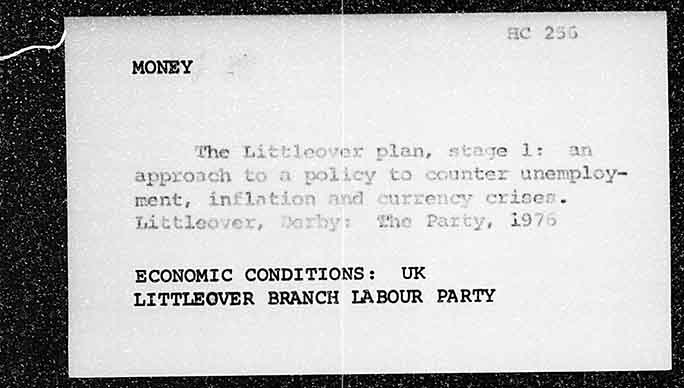 HC 256
MONEY
The Littleover plan, stage 1: an
approach to a policy to counter unemploy-
ment, inflation and currency crises.
Littleover, Derby: The Party, 1976
ECONOMIC CONDITIONS: UK
LITTLEOVER BRANCH LABOUR PARTY